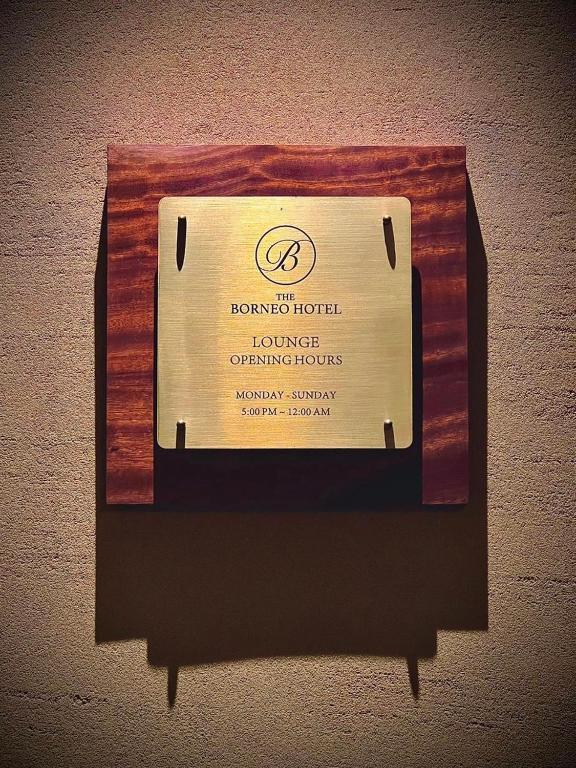 B
THE
BORNEO HOTEL
LOUNGE
OPENING HOURS
MONDAY - SUNDAY
5:00 PM ~ 12:00 AM